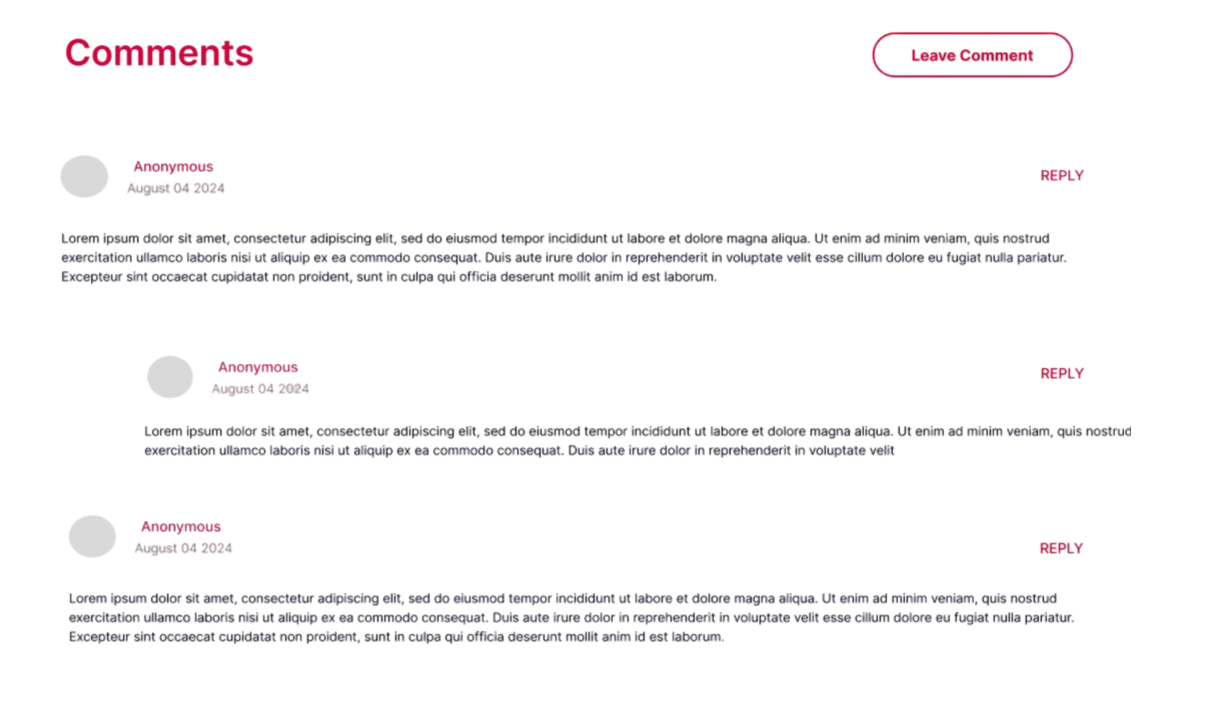 Comments
Leave Comment
Anonymous
August 04 2024
REPLY
Lorem ipsum dolor sit amet, consectetur adipiscing elit, sed do eiusmod tempor incididunt ut labore et dolore magna aliqua. Ut enim ad minim veniam, quis nostrud
exercitation ullamco laboris nisi ut aliquip ex ea commodo consequat. Duis aute irure dolor in reprehenderit in voluptate velit esse cillum dolore eu fugiat nulla pariatur.
Excepteur sint occaecat cupidatat non proident, sunt in culpa qui officia deserunt mollit anim id est laborum.
Anonymous
August 04 2024
REPLY
Lorem ipsum dolor sit amet, consectetur adipiscing elit, sed do eiusmod tempor incididunt ut labore et dolore magna aliqua. Ut enim ad minim veniam, quis nostrud
exercitation ullamco laboris nisi ut aliquip ex ea commodo consequat. Duis aute irure dolor in reprehenderit in voluptate velit
Anonymous
August 04 2024
REPLY
Lorem ipsum dolor sit amet, consectetur adipiscing elit, sed do eiusmod tempor incididunt ut labore et dolore magna aliqua. Ut enim ad minim veniam, quis nostrud
exercitation ullamco laboris nisi ut aliquip ex ea commodo consequat. Duis aute irure dolor in reprehenderit in voluptate velit esse cillum dolore eu fugiat nulla pariatur.
Excepteur sint occaecat cupidatat non proident, sunt in culpa qui officia deserunt mollit anim id est laborum.